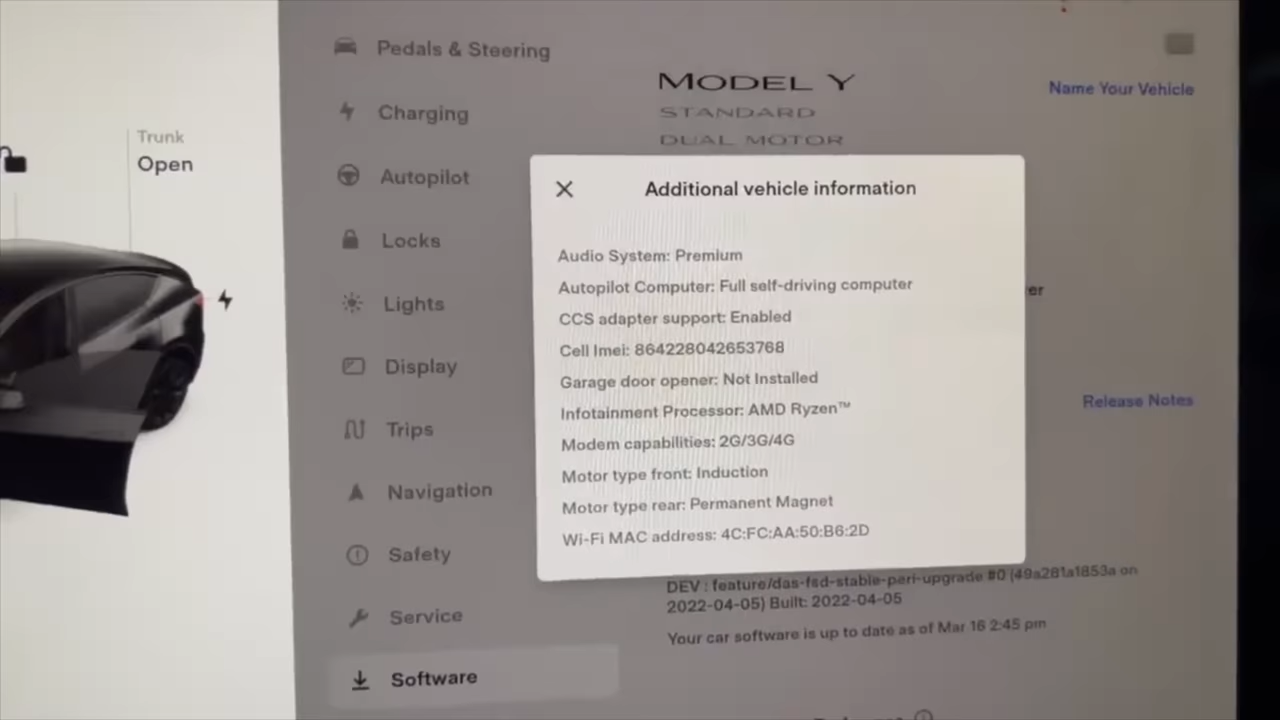 Trunk
Open
Pedals & Steering
Charging
Autopilot
Locks
Lights
Display
Trips
Navigation
Safety
Service
Software
MODEL Y
STANDARD
DUAL MOTOR
Name Your Vehicle
Additional vehicle information
Audio System: Premium
Autopilot Computer: Full self-driving computer
CCS adapter support: Enabled
Cell Imei: 864228042653768
Garage door opener: Not Installed
Infotainment Processor: AMD Ryzen™
Modem capabilities: 2G/3G/4G
Motor type front: Induction
Motor type rear: Permanent Magnet
Wi-Fi MAC address: 4C:FC:AA:50:B6:2D
er
Release Notes
DEV : feature/das-fsd-stable-peri-upgrade #0 (49a281a1853a on
2022-04-05) Built: 2022-04-05
Your car software is up to date as of Mar 16 2:45 pm